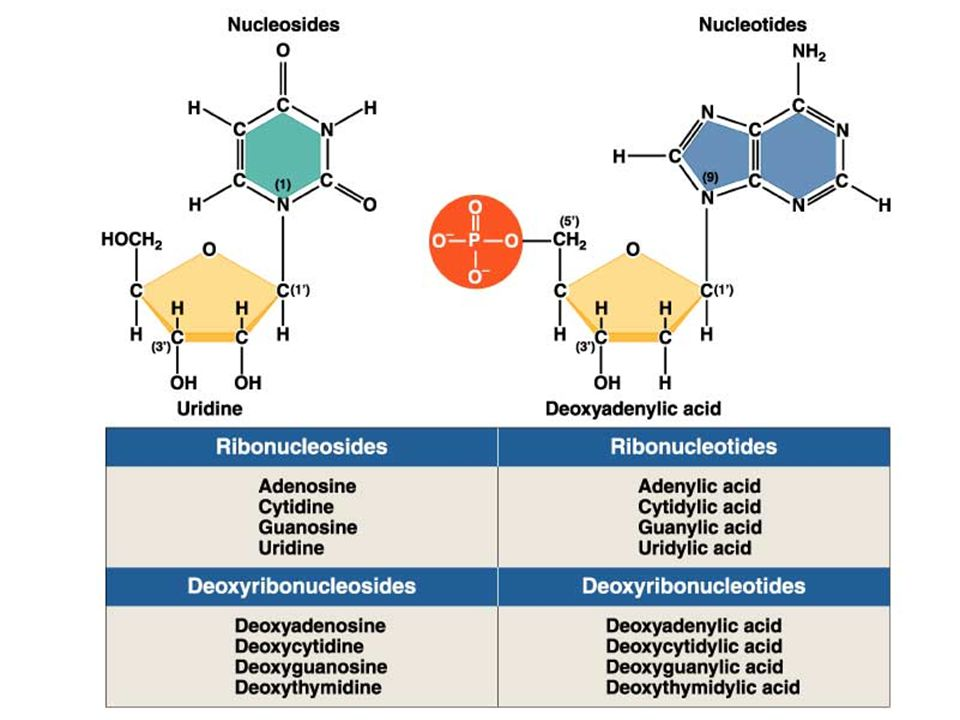 Nucleosides
O
C
H
H
C
N
C
(1)
C
H
N
O
HOCH₂
O
C
C(1')
H
H
H
(3')
C
C
H
OH
OH
Uridine
Nucleotides
NH₂
N
C
C
N
H
C
(9)
C
C
N
N
H
O
O⁻
P
O
O⁻
(5')
CH₂
O
C
C(1')
H
H
H
(3')
C
C
H
OH
H
Deoxyadenylic acid
Ribonucleosides
Ribonucleotides
Adenosine
Adenylic acid
Cytidine
Cytidylic acid
Guanosine
Guanylic acid
Uridine
Uridylic acid
Deoxyribonucleosides
Deoxyribonucleotides
Deoxyadenosine
Deoxyadenylic acid
Deoxycytidine
Deoxycytidylic acid
Deoxyguanosine
Deoxyguanylic acid
Deoxythymidine
Deoxythymidylic acid